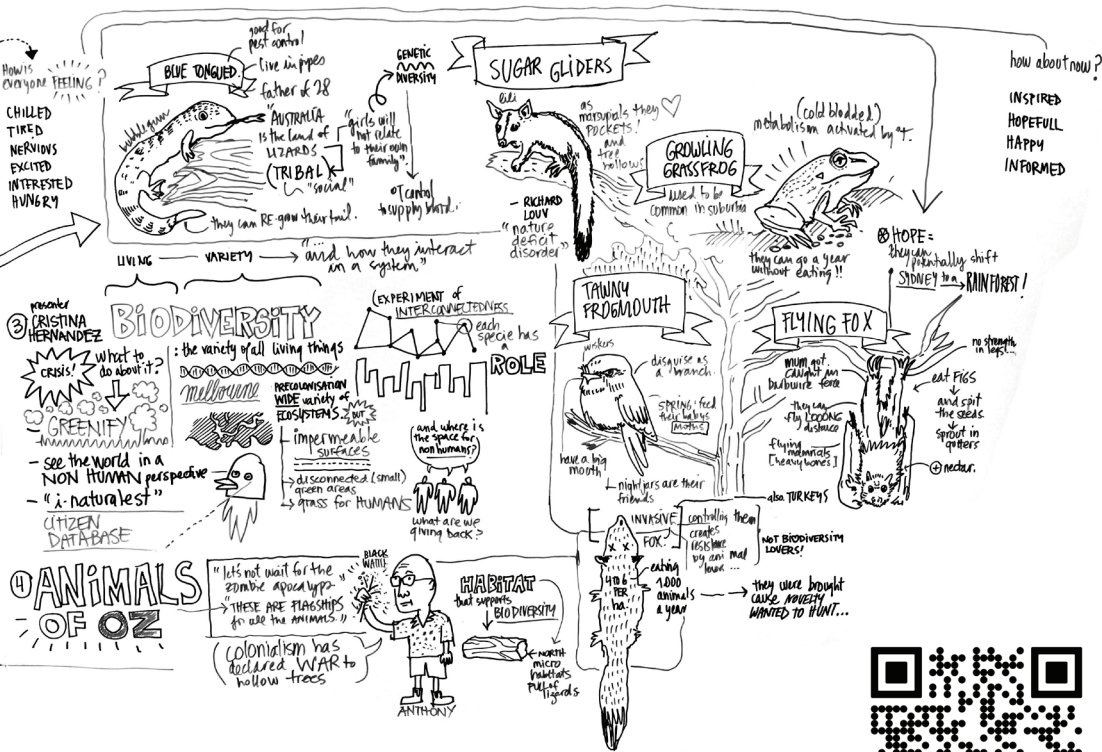 How is
everyone FEELING?
CHILLED
TIRED
NERVIOUS
EXCITED
INTERESTED
HUNGRY
BLUE TONGUED
good for
pest control
live in pipes
father of 28
"AUSTRALIA
is the land of
LIZARDS
(TRIBAL)
"social"
bubblegum
they can RE-grow their tail.
GENETIC
DIVERSITY
"girls will
not relate
to their own
family".
to supply blood.
SUGAR GLIDERS
lili
as
marsupials they
POCKETS!
and
tree
hollows
- RICHARD
LOUV
"nature
deficit
disorder"
GROWLING
GRASSFROG
used to be
common in suburbia
(cold blodded)
metabolism activated by °T.
they can go a year
without eating!!
how about now?
INSPIRED
HOPEFULL
HAPPY
INFORMED
HOPE=
they can
potentially shift
SYDNEY to a RAINFOREST!
LIVING — VARIETY "and how they interact
in a system"
presenter
3) CRISTINA
HERNANDEZ
CRISIS!
what to
do about it?
GREENIFY
- see the world in a
NON HUMAN perspective
- "i-naturalest"
CITIZEN
DATABASE
BiODiVERSiTY
: the variety of all living things
melbourne
PRECOLONISATION
WIDE variety of
ECOSYSTEMS.
BUT
impermeable
surfaces
disconnected (small)
green areas
grass for HUMANS
(EXPERIMENT of
INTERCONNECTEDNESS
each
specie has
a
ROLE
and where is
the space for
non humans?
what are we
giving back?
TAWNY
FROGMOUTH
wiskers
disguise as
a branch.
SPRING: feed
their babys
MOTHS
have a big
mouth
nightjars are their
friends
FLYING FOX
mum got
caught in
barbwire fence
they can
fly
distace
flying
mammals
[heavy bones]
no strength
in legs...
eat FIGS
and spit
the seeds
sprout in
gutters
+ nectar.
4) ANiMALS
OF OZ
"let's not wait for the
zombie apocalyps
THESE ARE FLAGSHIPS
for all the ANIMALS."
(colonialism has
declared WAR to
hollow trees
BLACK
WATTLE
ANTHONY
HABITAT
that supports
BIODIVERSITY
micro
habitats
full of
lizards
INVASIVE
FOX:
4 TO 6
PER
ha.
controlling them
creates
resistance
by animal
also TURKEYS
NOT BIODIVERSITY
LOVERS!
eating
1.000
animals
a year
they were brought
cause NOVELTY
WANTED TO HUNT...